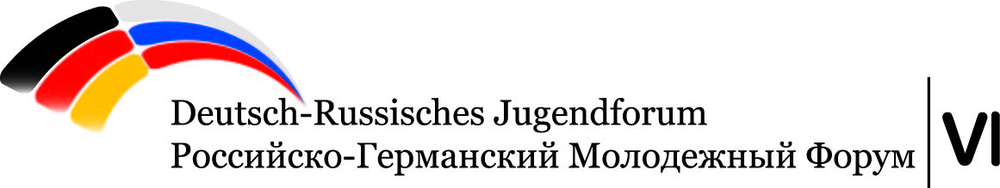 Deutsch-Russisches Jugendforum
Российско-Германский Молодежный Форум
VI